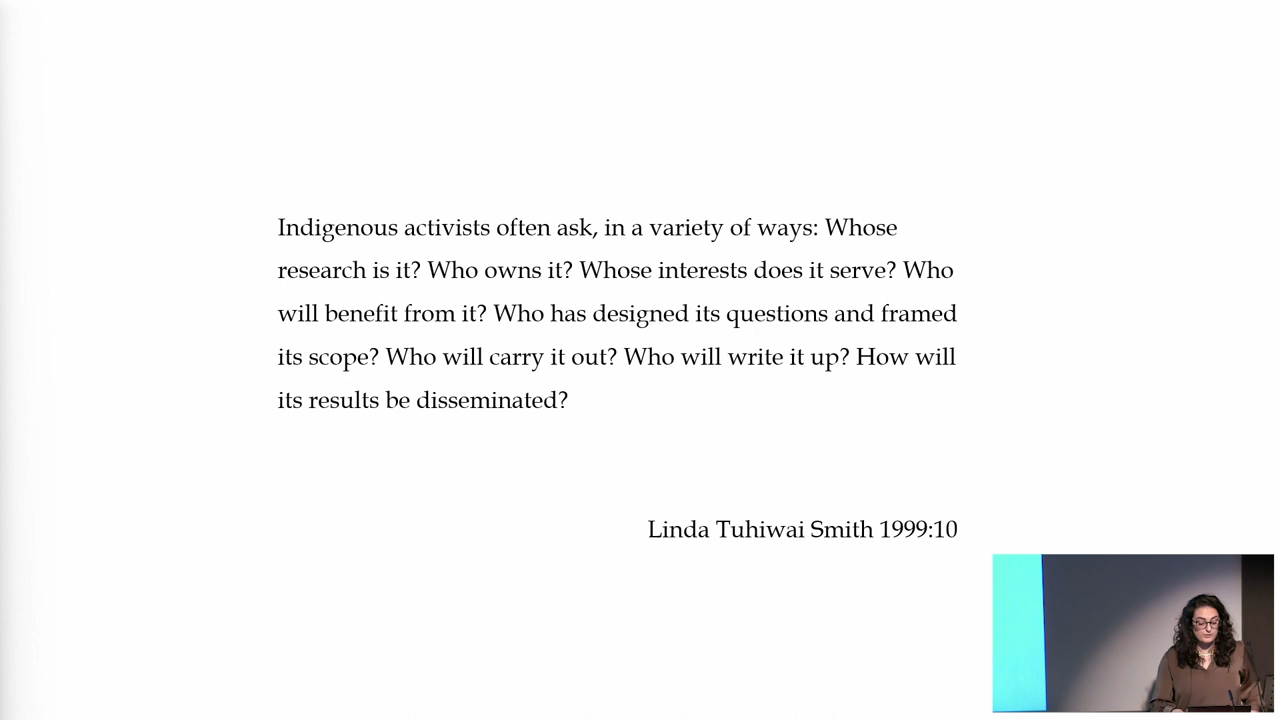 Indigenous activists often ask, in a variety of ways: Whose
research is it? Who owns it? Whose interests does it serve? Who
will benefit from it? Who has designed its questions and framed
its scope? Who will carry it out? Who will write it up? How will
its results be disseminated?
Linda Tuhiwai Smith 1999:10